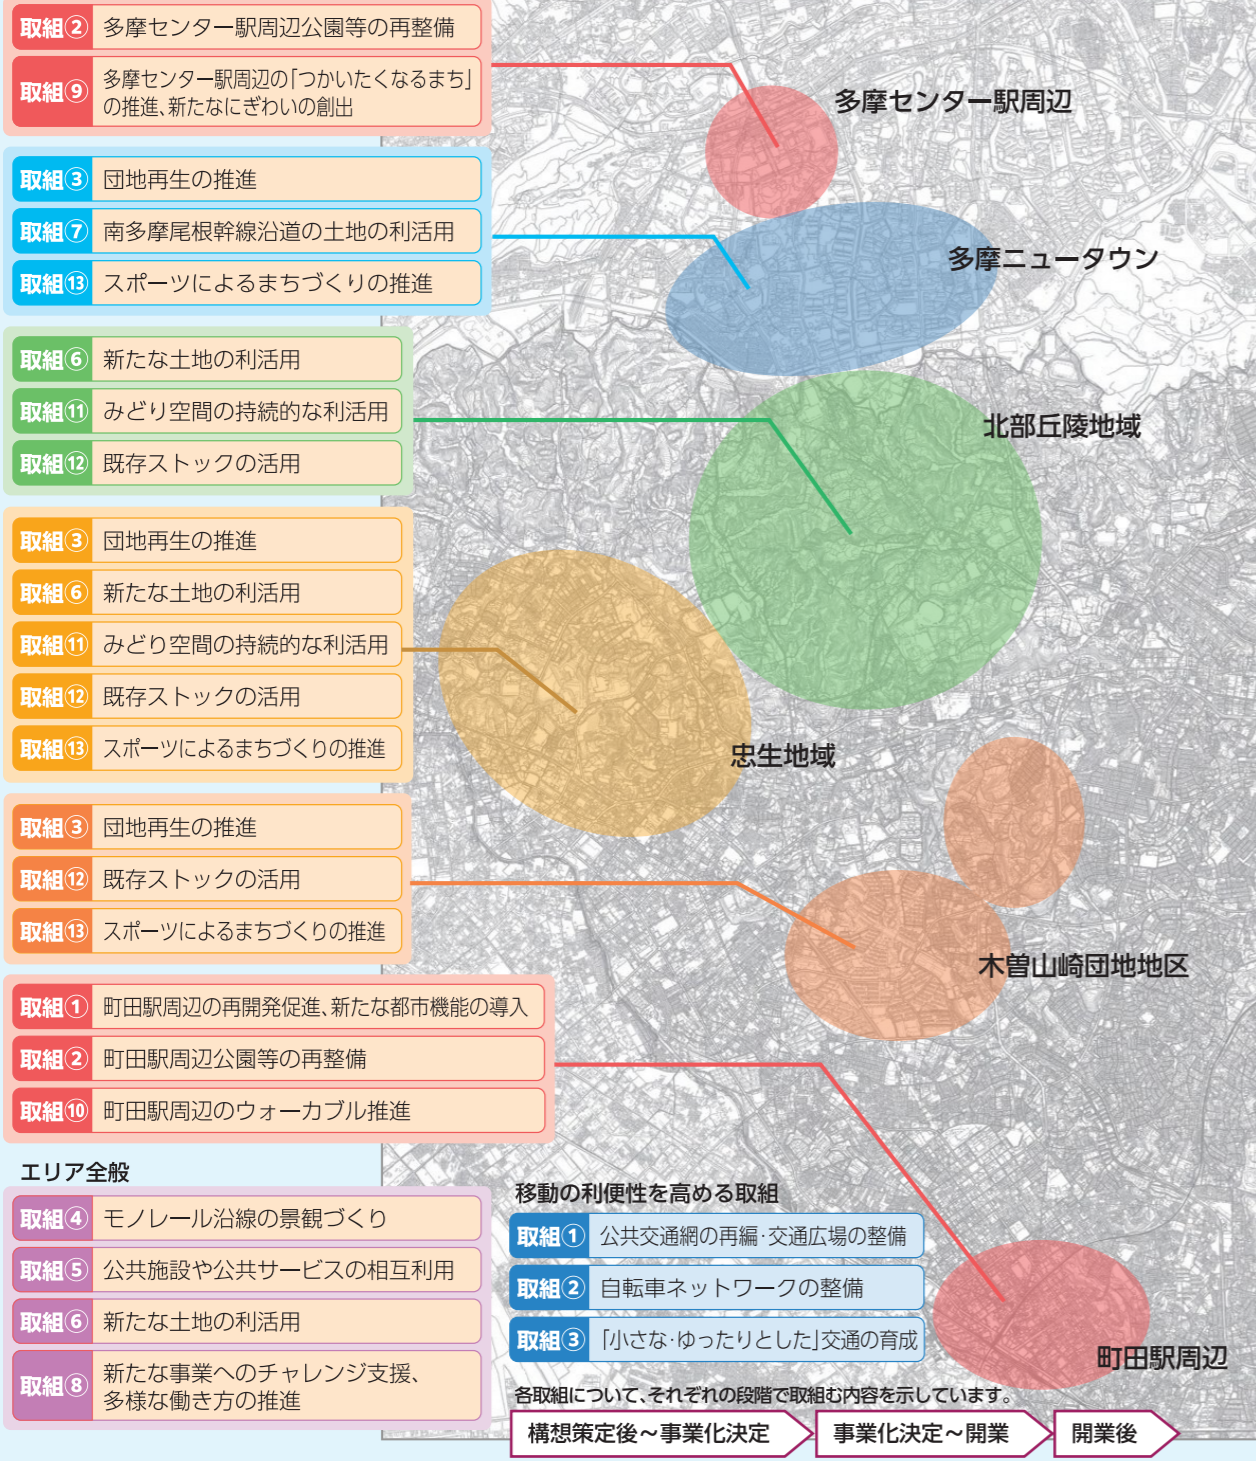 取組② 多摩センター駅周辺公園等の再整備
取組⑨ 多摩センター駅周辺の「つかいたくなるまち」
の推進、新たなにぎわいの創出
多摩センター駅周辺
取組③ 団地再生の推進
取組⑦ 南多摩尾根幹線沿道の土地の利活用
取組⑬ スポーツによるまちづくりの推進
多摩ニュータウン
取組⑥ 新たな土地の利活用
取組⑪ みどり空間の持続的な利活用
取組⑫ 既存ストックの活用
北部丘陵地域
取組③ 団地再生の推進
取組⑥ 新たな土地の利活用
取組⑪ みどり空間の持続的な利活用
取組⑫ 既存ストックの活用
取組⑬ スポーツによるまちづくりの推進
忠生地域
取組③ 団地再生の推進
取組⑫ 既存ストックの活用
取組⑬ スポーツによるまちづくりの推進
木曽山崎団地地区
取組① 町田駅周辺の再開発促進、新たな都市機能の導入
取組② 町田駅周辺公園等の再整備
取組⑩ 町田駅周辺のウォーカブル推進
町田駅周辺
エリア全般
取組④ モノレール沿線の景観づくり
取組⑤ 公共施設や公共サービスの相互利用
取組⑥ 新たな土地の利活用
取組⑧ 新たな事業へのチャレンジ支援、
多様な働き方の推進
移動の利便性を高める取組
取組① 公共交通網の再編・交通広場の整備
取組② 自転車ネットワークの整備
取組③ 「小さな・ゆったりとした」交通の育成
各取組について、それぞれの段階で取組む内容を示しています。
構想策定後～事業化決定 事業化決定～開業 開業後